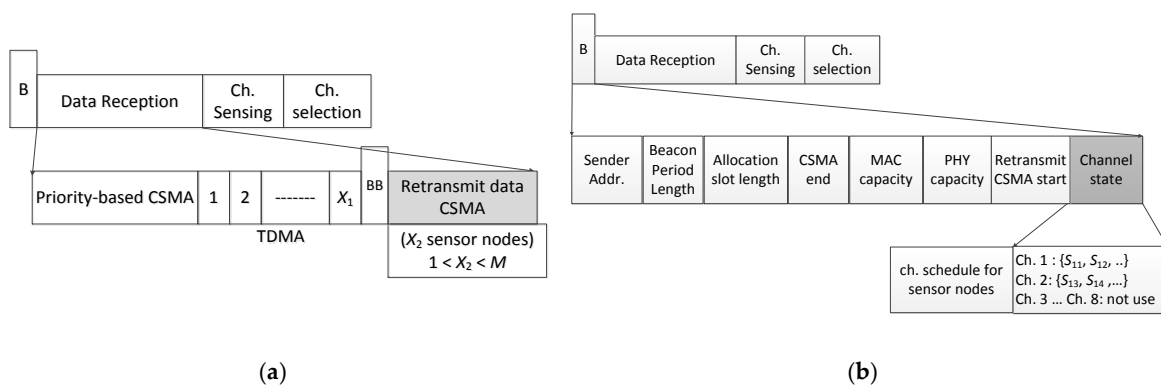 B
Data Reception
Ch.
Sensing
Ch.
selection
Priority-based CSMA
1
2
-------
X1
BB
Retransmit data
CSMA
TDMA
(X2 sensor nodes)
1 < X2 < M
(a)
B
Data Reception
Ch.
Sensing
Ch.
selection
Sender
Addr.
Beacon
Period
Length
Allocation
slot length
CSMA
end
MAC
capacity
PHY
capacity
Retransmit
CSMA start
Channel
state
ch. schedule for
sensor nodes
Ch. 1 : {S11, S12, ..}
Ch. 2: {S13, S14 ,...}
Ch. 3 ... Ch. 8: not use
(b)